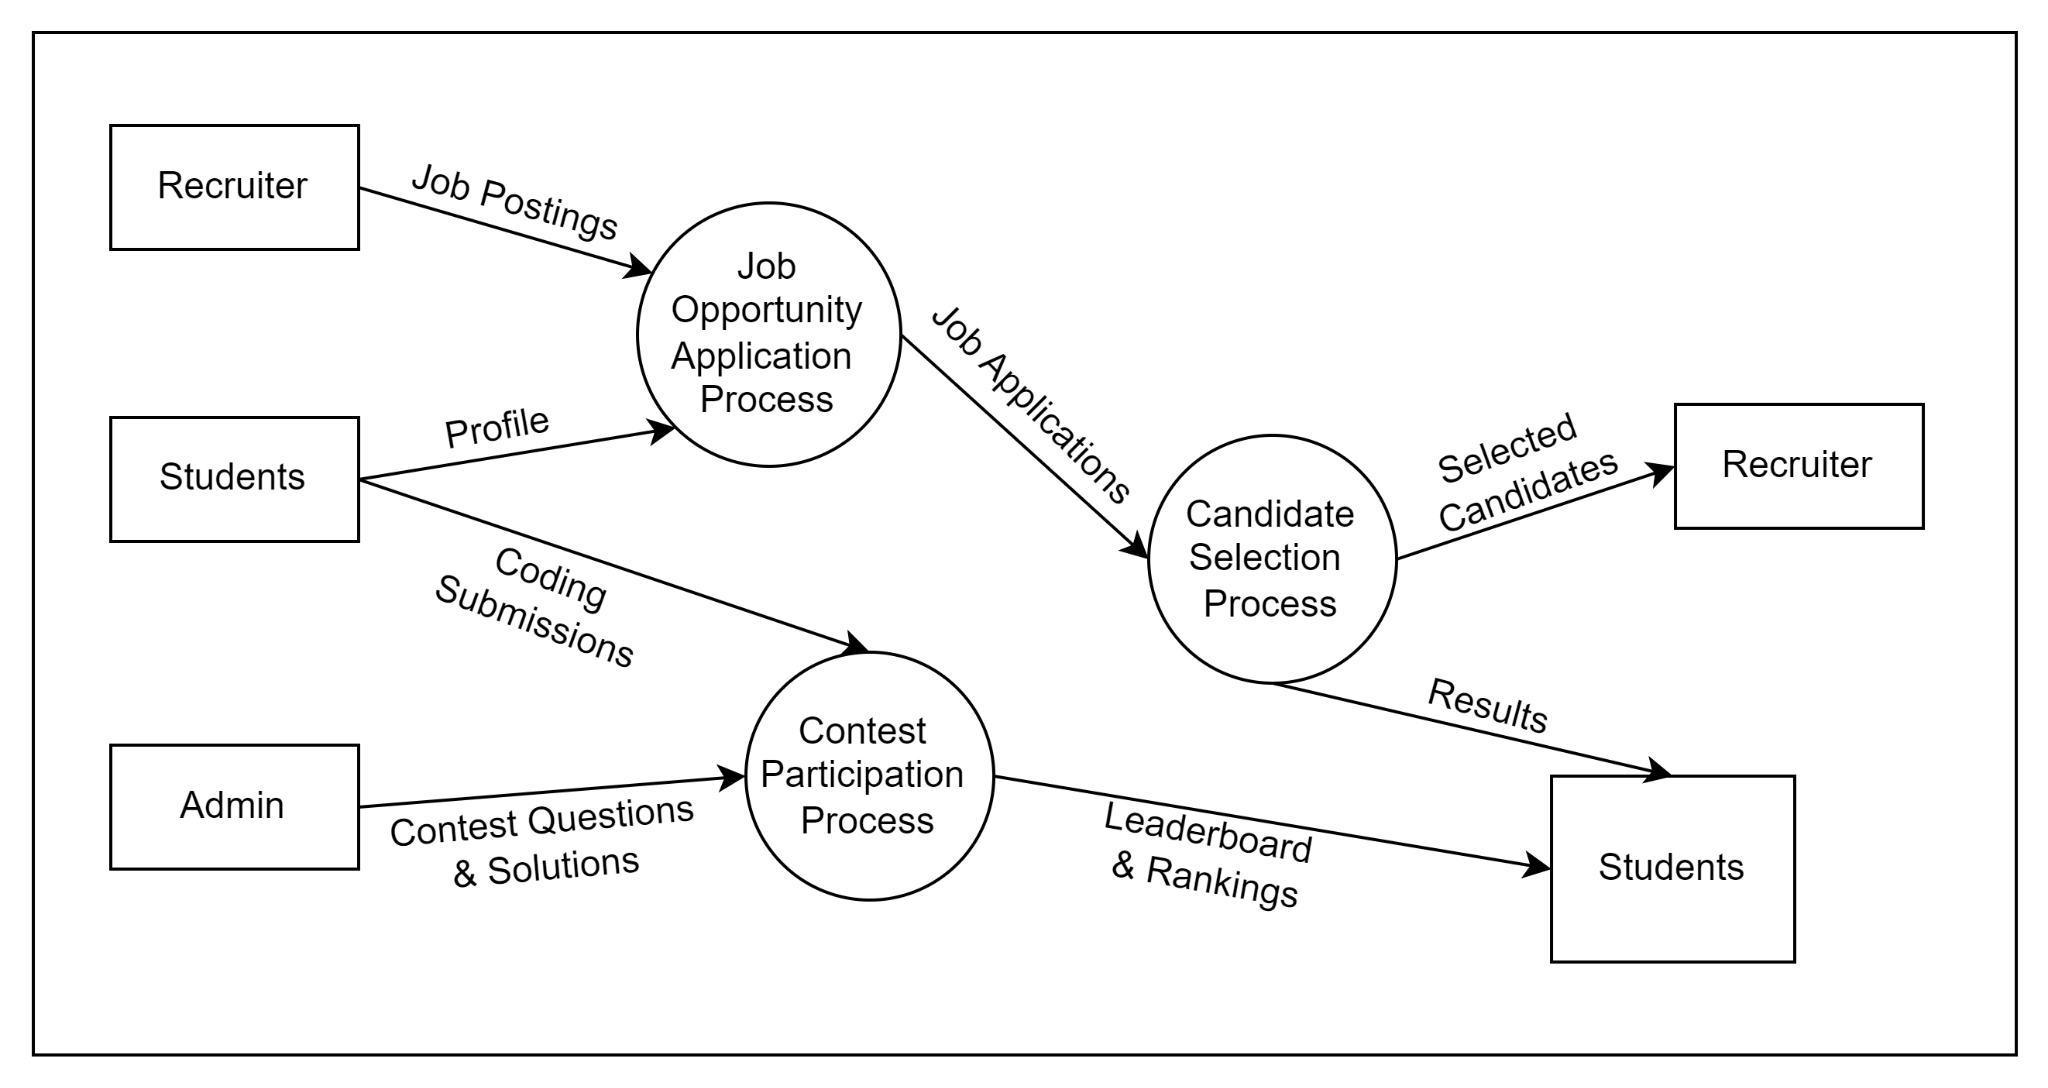 Recruiter
Job Postings
Job
Opportunity
Application
Process
Students
Profile
Coding
Submissions
Job Applications
Candidate
Selection
Process
Selected
Candidates
Recruiter
Results
Admin
Contest Questions
& Solutions
Contest
Participation
Process
Leaderboard
& Rankings
Students